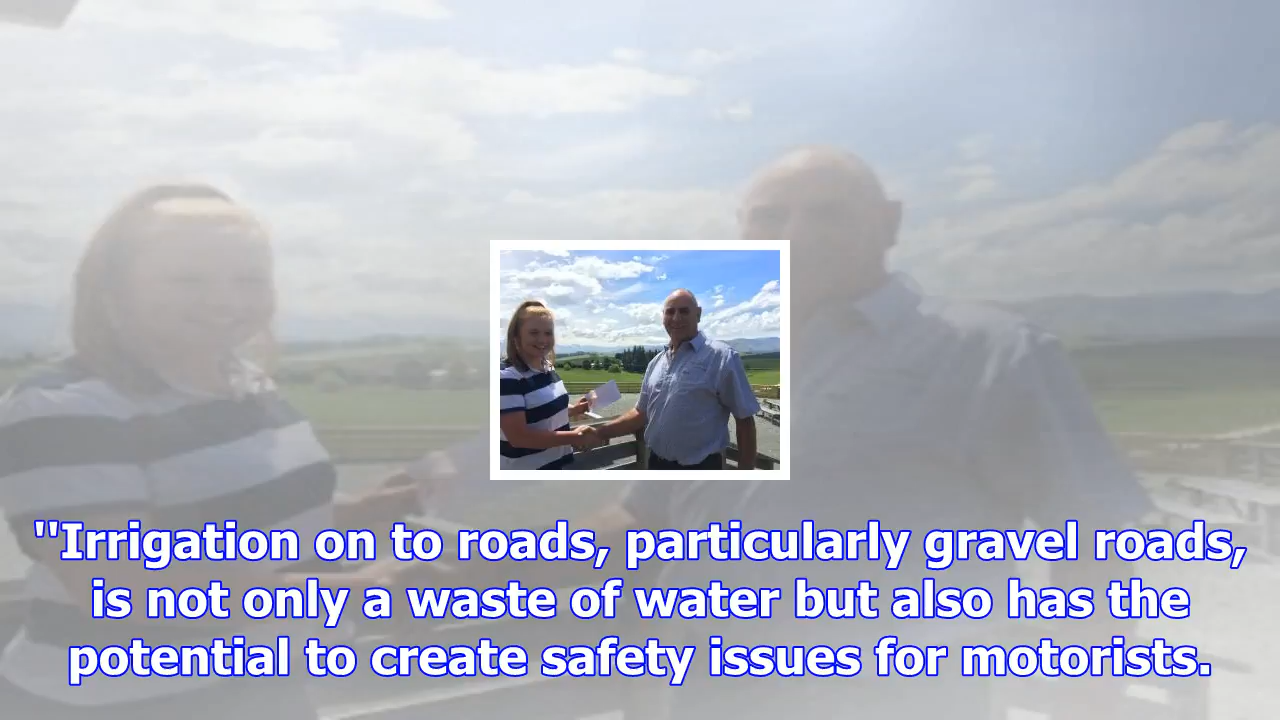 "Irrigation on to roads, particularly gravel roads,
is not only a waste of water but also has the
potential to create safety issues for motorists.